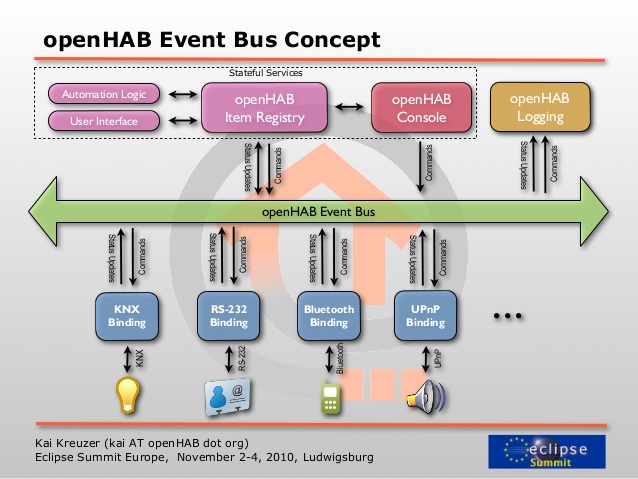 openHAB Event Bus Concept
Stateful Services
Automation Logic
User Interface
openHAB
Item Registry
openHAB
Console
openHAB
Logging
Status Updates
Commands
Commands
Status Updates
Commands
openHAB Event Bus
Status Updates
Commands
Status Updates
Commands
Status Updates
Commands
Status Updates
Commands
KNX
Binding
RS-232
Binding
Bluetooth
Binding
UPnP
Binding
...
KNX
RS-232
Bluetooth
UPnP
@
Kai Kreuzer (kai AT openHAB dot org)
Eclipse Summit Europe, November 2-4, 2010, Ludwigsburg
eclipse
Summit